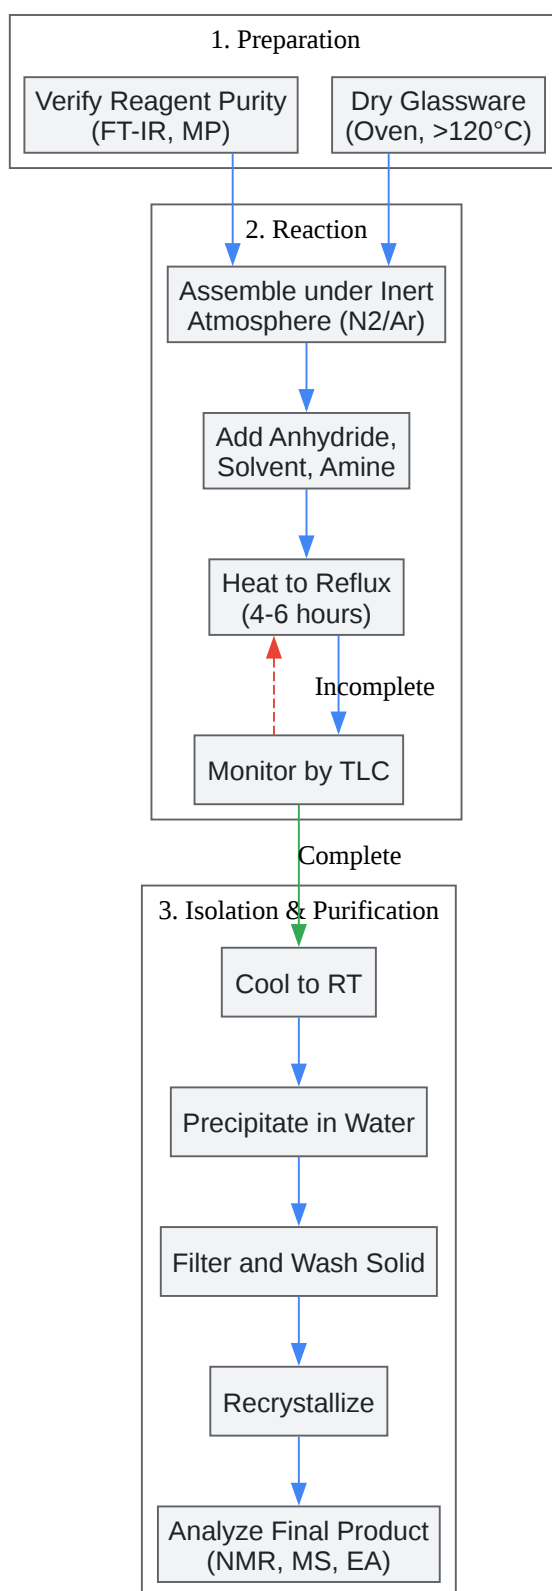 1. Preparation
Verify Reagent Purity
(FT-IR, MP)
Dry Glassware
(Oven, >120°C)
2. Reaction
Assemble under Inert
Atmosphere (N2/Ar)
Add Anhydride,
Solvent, Amine
Heat to Reflux
(4-6 hours)
Incomplete
Monitor by TLC
Complete
3. Isolation & Purification
Cool to RT
Precipitate in Water
Filter and Wash Solid
Recrystallize
Analyze Final Product
(NMR, MS, EA)